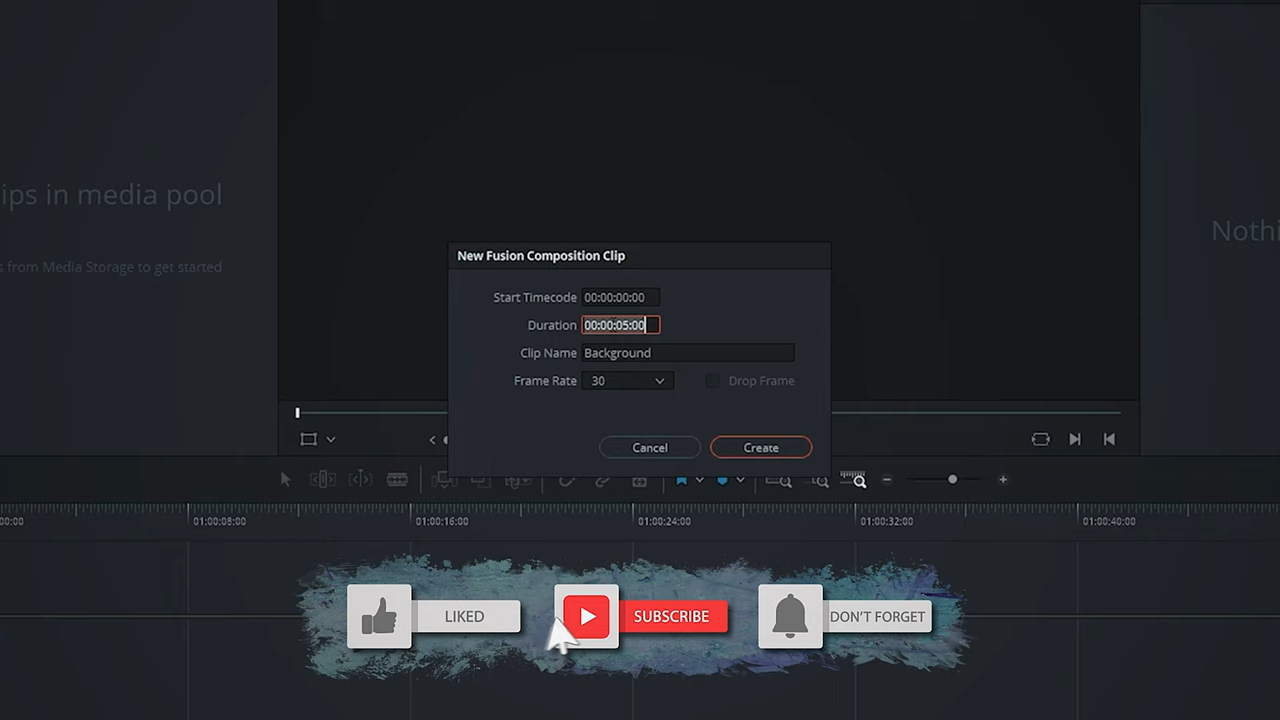 ips in media pool
s from Media Storage to get started
Nothi
New Fusion Composition Clip
Start Timecode 00:00:00:00
Duration 00:00:05:00
Clip Name Background
Frame Rate 30 Drop Frame
Cancel Create
00:00 01:00:08:00 01:00:16:00 01:00:24:00 01:00:32:00 01:00:40:00
LIKED SUBSCRIBE DON'T FORGET